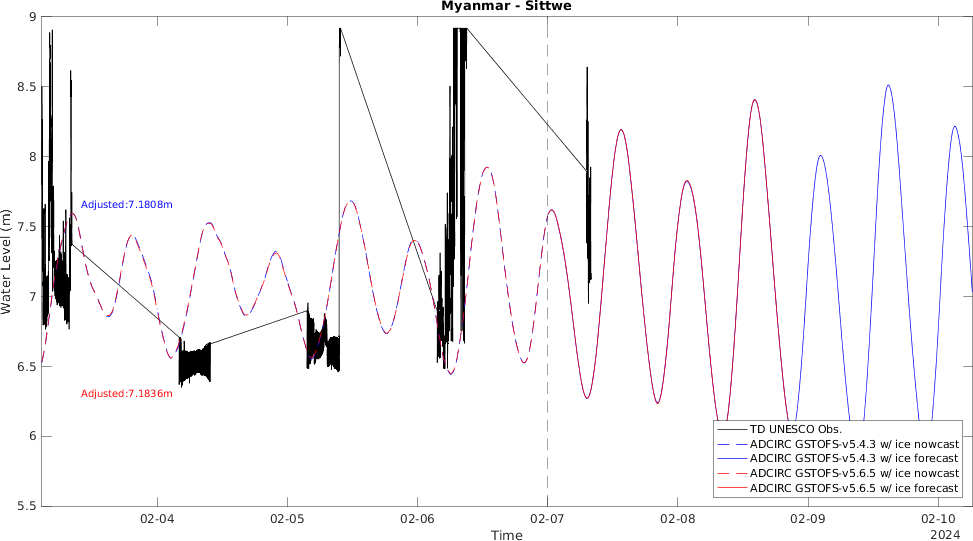 Myanmar - Sittwe
9
8.5
8
7.5
7
6.5
6
5.5
Water Level (m)
Adjusted:7.1808m
Adjusted:7.1836m
TD UNESCO Obs.
ADCIRC GSTOFS-v5.4.3 w/ ice nowcast
ADCIRC GSTOFS-v5.4.3 w/ ice forecast
ADCIRC GSTOFS-v5.6.5 w/ ice nowcast
ADCIRC GSTOFS-v5.6.5 w/ ice forecast
02-04 02-05 02-06 02-07 02-08 02-09 02-10
Time
2024